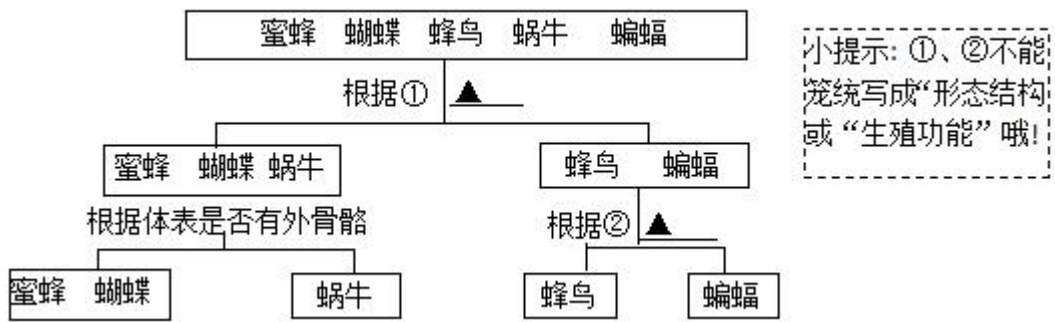 蜜蜂 蝴蝶 蜂鸟 蜗牛 蝙蝠
根据① ▲
蜜蜂 蝴蝶 蜗牛
蜂鸟 蝙蝠
根据体表是否有外骨骼
根据② ▲
蜜蜂 蝴蝶
蜗牛
蜂鸟
蝙蝠
小提示: ①、②不能
笼统写成“形态结构
或“生殖功能”哦!